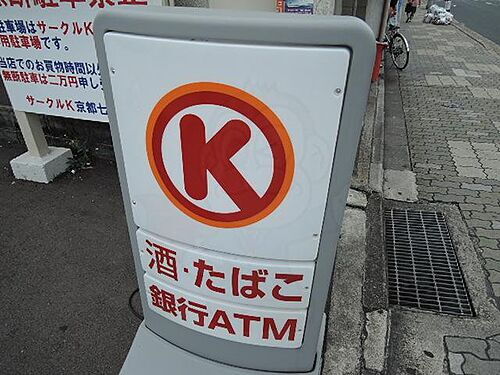 駐車場はサークルK
用駐車場です。
当店でのお買物時間以
無断駐車は二万円申し
サークルK京都七
K
酒・たばこ
銀行ATM